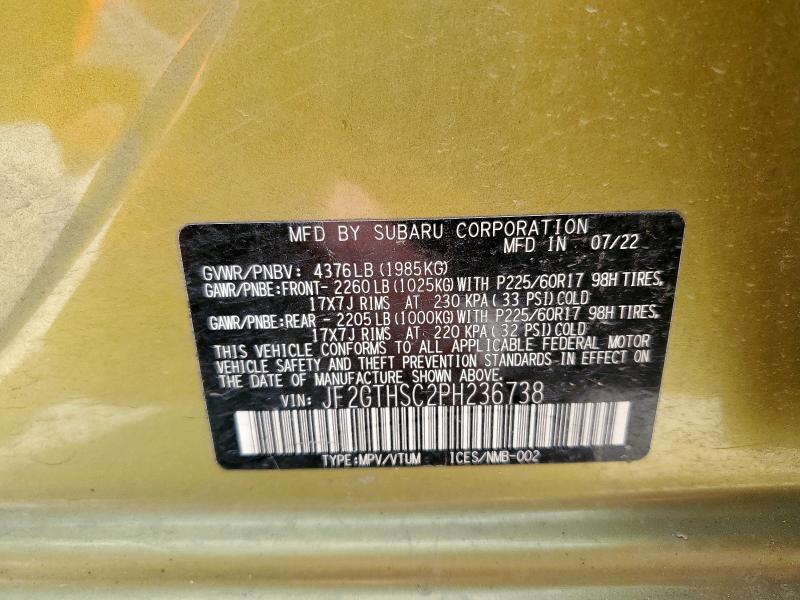 MFD BY SUBARU CORPORATION
MFD IN 07/22
GVWR/PNBV: 4376LB (1985KG)
GAWR/PNBE:FRONT- 2260 LB (1025KG) WITH P225/60R17 98H TIRES,
17X7J RIMS AT 230 KPA (33 PSI) COLD
GAWR/PNBE:REAR - 2205 LB (1000KG) WITH P225/60R17 98H TIRES,
17X7J RIMS AT 220 KPA (32 PSI) COLD
THIS VEHICLE CONFORMS TO ALL APPLICABLE FEDERAL MOTOR
VEHICLE SAFETY AND THEFT PREVENTION STANDARDS IN EFFECT ON
THE DATE OF MANUFACTURE SHOWN ABOVE.
VIN: JF2GTHSC2PH236738
TYPE:MPV/VTUM ICES/NMB-002